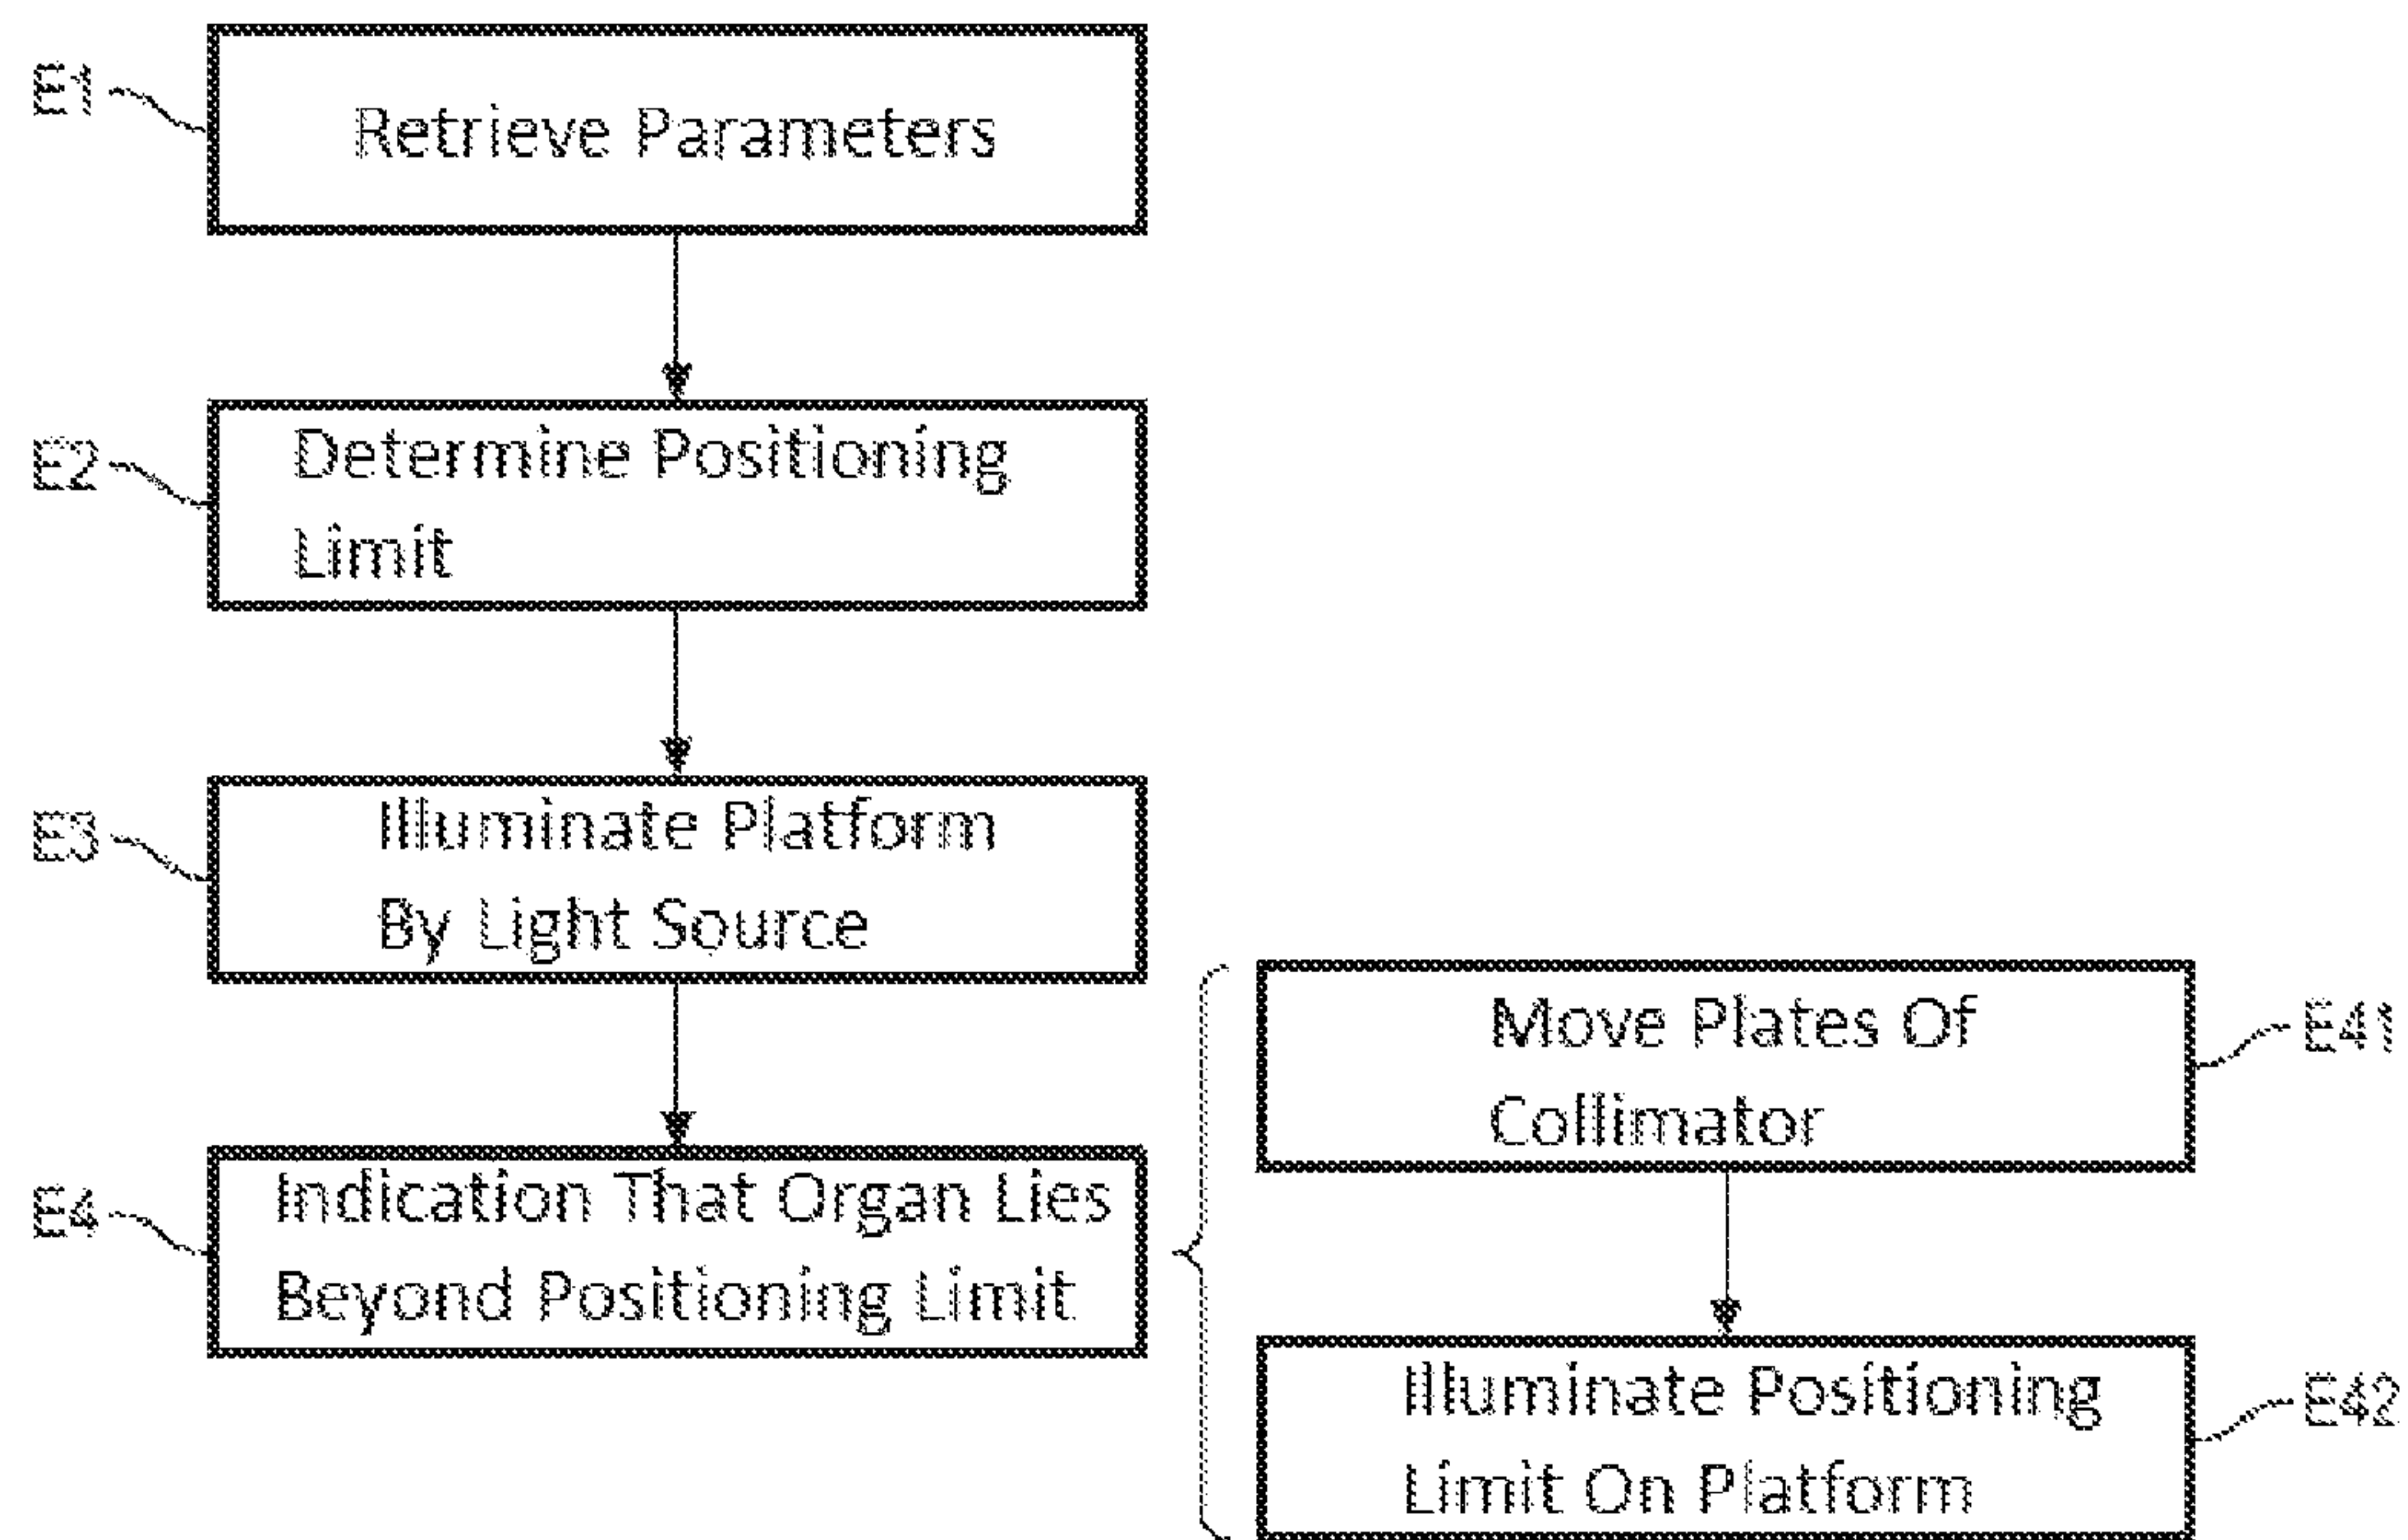 E1
Retrieve Parameters
E2
Determine Positioning
Limit
E3
Illuminate Platform
By Light Source
E4
Indication That Organ Lies
Beyond Positioning Limit
Move Plates Of
Collimator
E41
Illuminate Positioning
Limit On Platform
E42